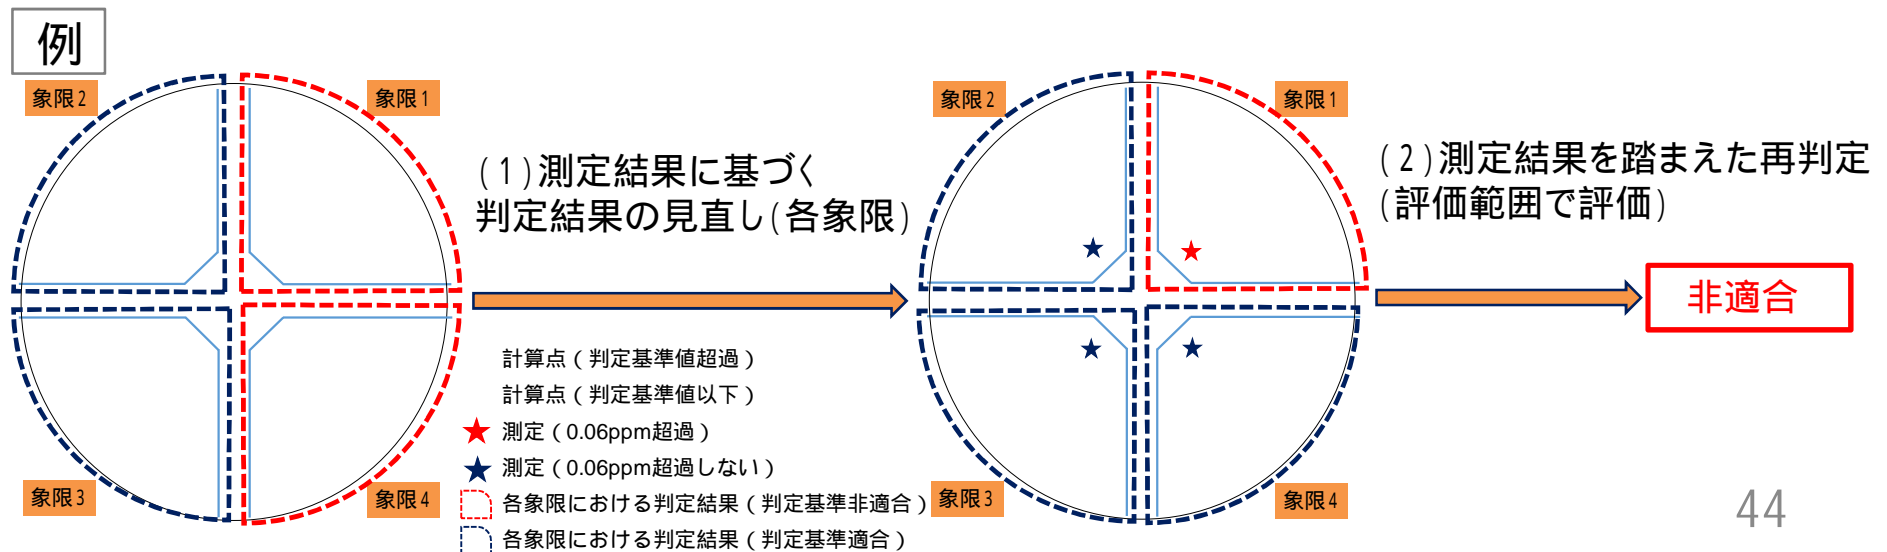 例
象限2
象限1
象限3
象限4
(1)測定結果に基づく
判定結果の見直し(各象限)
計算点(判定基準値超過)
計算点(判定基準値以下)
測定(0.06ppm超過)
測定(0.06ppm超過しない)
各象限における判定結果(判定基準非適合)
各象限における判定結果(判定基準適合)
象限2
象限1
象限3
象限4
(2)測定結果を踏まえた再判定
(評価範囲で評価)
非適合
44